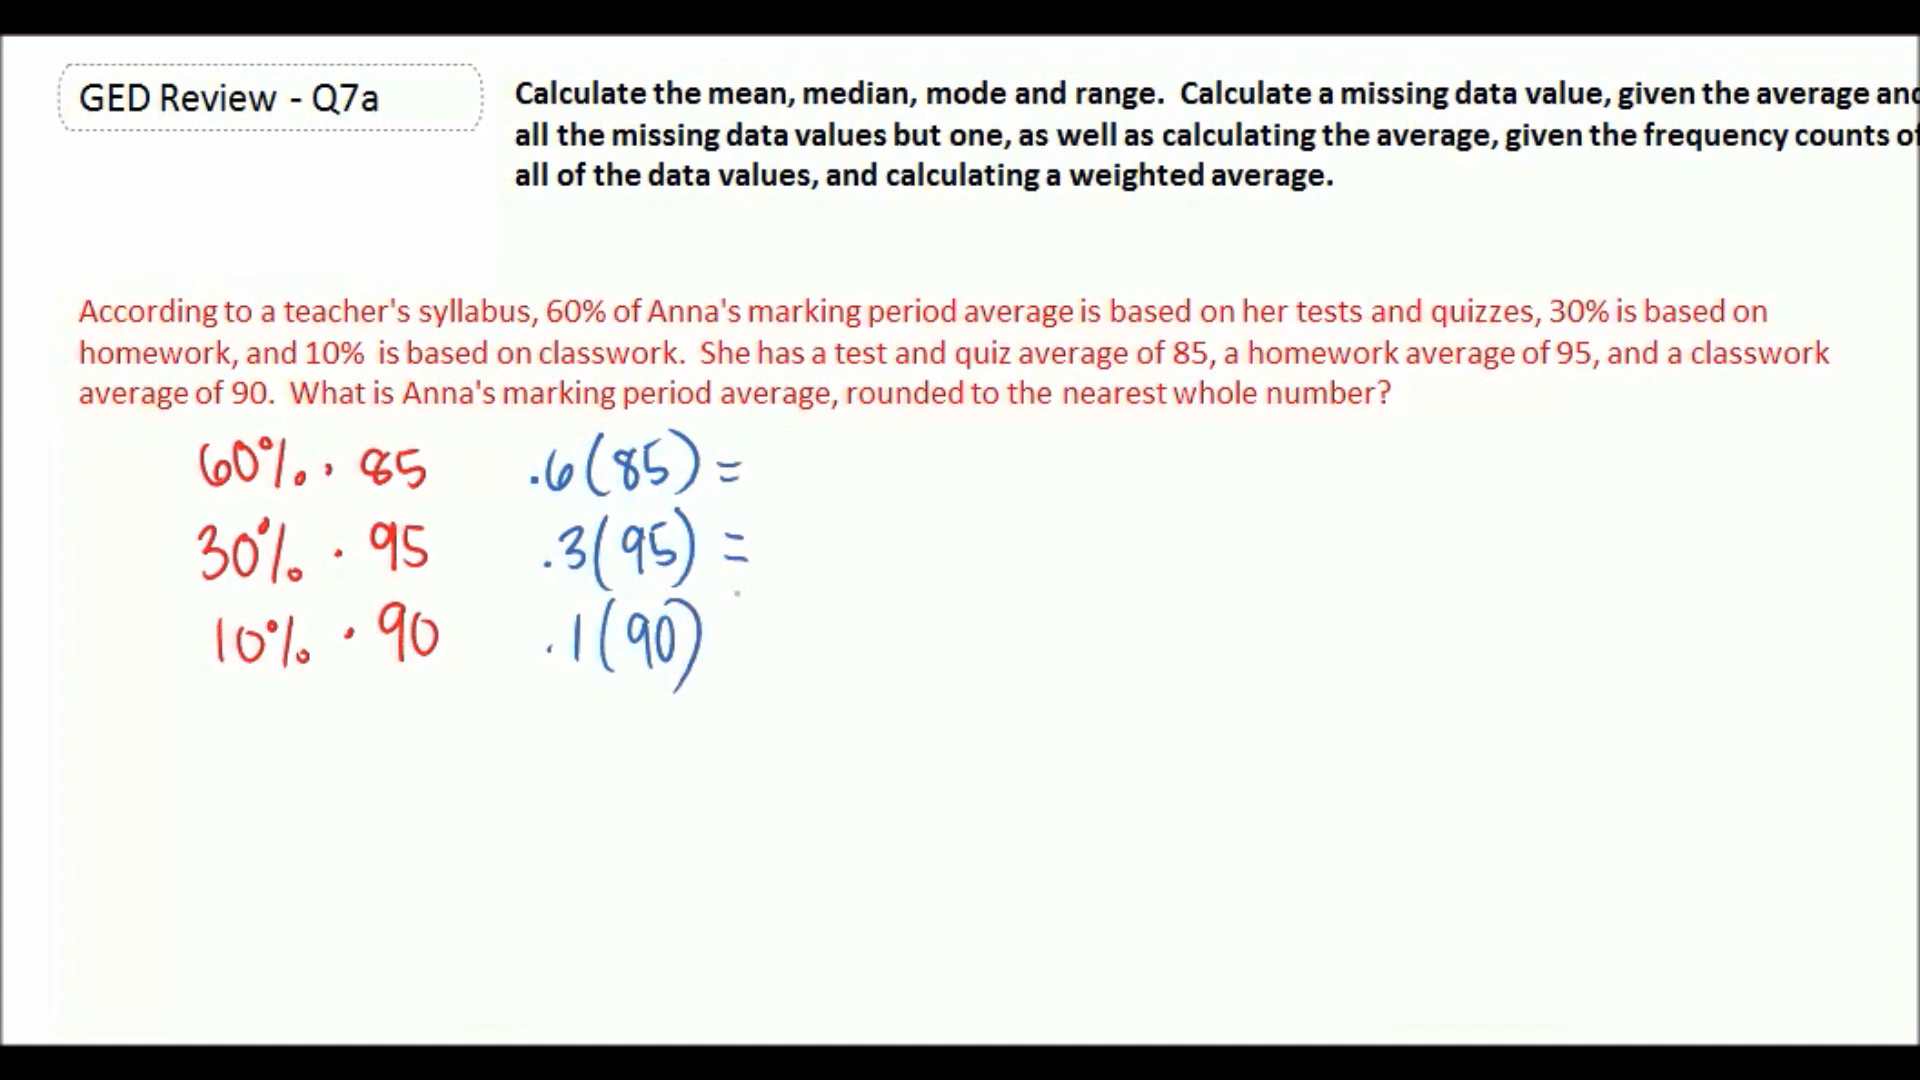 GED Review - Q7a
Calculate the mean, median, mode and range. Calculate a missing data value, given the average and
all the missing data values but one, as well as calculating the average, given the frequency counts of
all of the data values, and calculating a weighted average.
According to a teacher's syllabus, 60% of Anna's marking period average is based on her tests and quizzes, 30% is based on
homework, and 10% is based on classwork. She has a test and quiz average of 85, a homework average of 95, and a classwork
average of 90. What is Anna's marking period average, rounded to the nearest whole number?
60% · 85 .6(85) =
30% · 95 .3(95) =
10% · 90 .1(90)